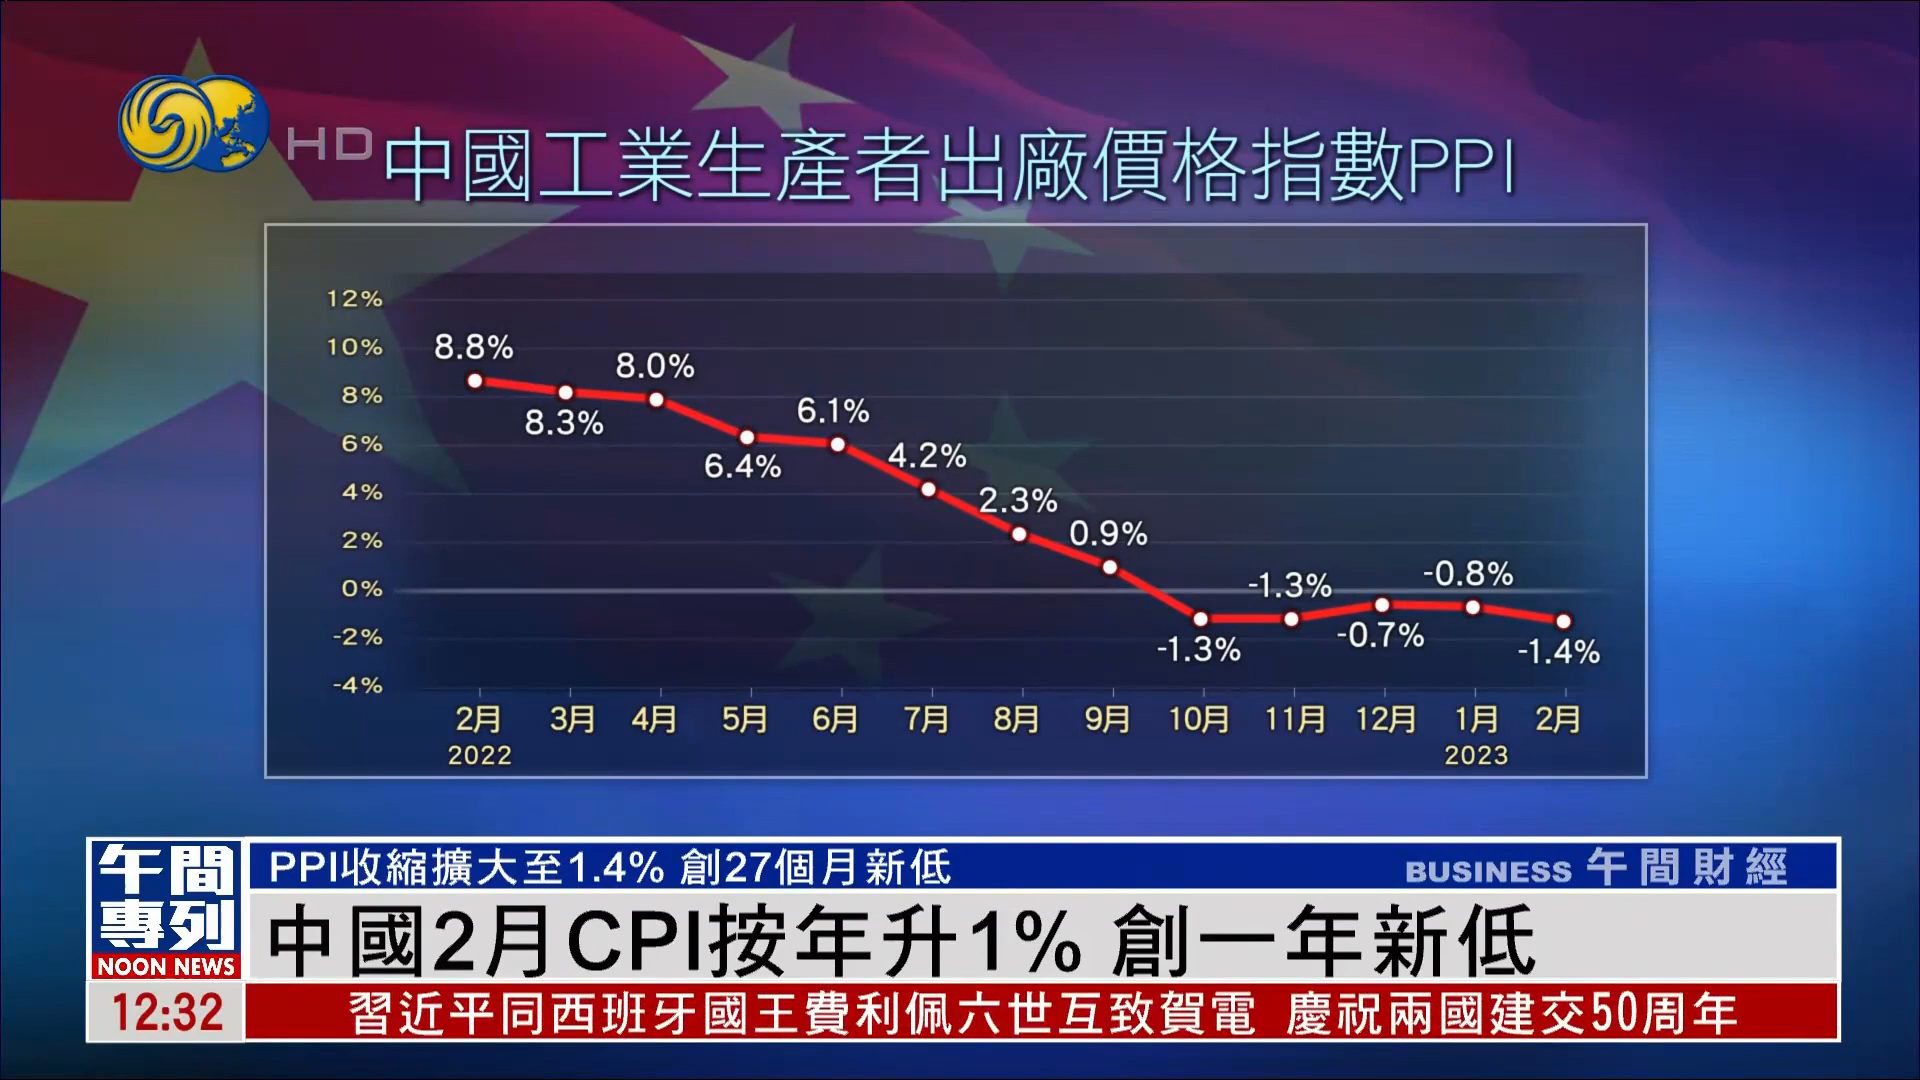 HD
中國工業生產者出廠價格指數PPI
12%
10%
8%
6%
4%
2%
0%
-2%
-4%
8.8%
8.3%
8.0%
6.4%
6.1%
4.2%
2.3%
0.9%
-1.3%
-1.3%
-0.7%
-0.8%
-1.4%
2月 3月 4月 5月 6月 7月 8月 9月 10月 11月 12月 1月 2月
2022 2023
午間專列
NOON NEWS
PPI收縮擴大至1.4% 創27個月新低
BUSINESS 午間財經
中國2月CPI按年升1% 創一年新低
12:32
習近平同西班牙國王費利佩六世互致賀電 慶祝兩國建交50周年